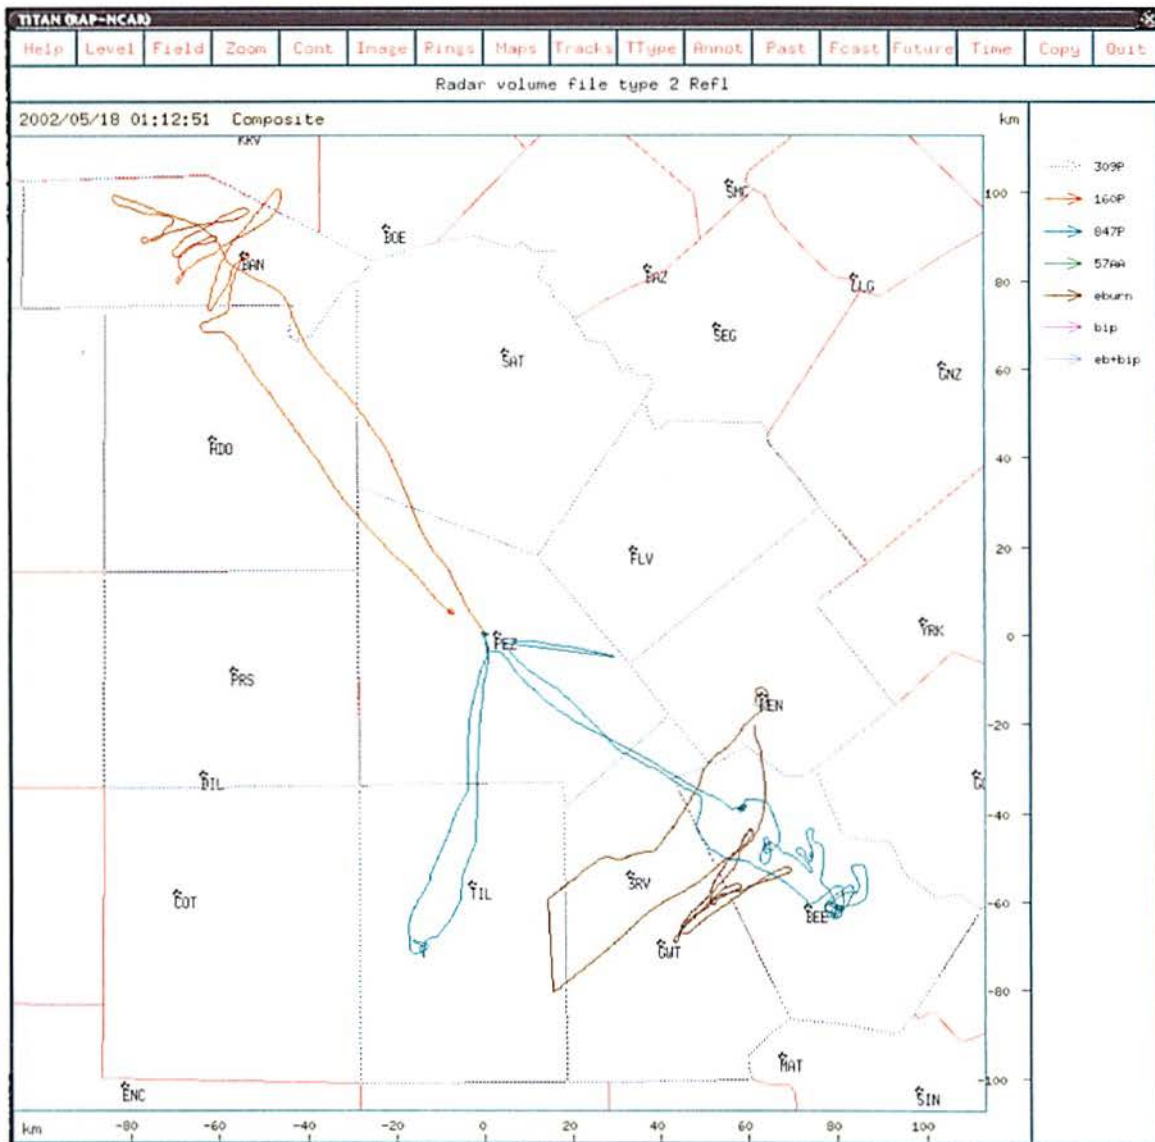 TITAN (RAP-NCAR)
Help Level Field Zoom Cont Image Rings Maps Tracks TType Annot Past Fcast Future Time Copy Quit
Radar volume file type 2 Refl
2002/05/18 01:12:51 Composite km
KRV
309P
SMC
100
160P
BOE
847P
BAN
57AA
BAZ
LLG
80
eburn
SEG
bip
SAT
GNZ
60
eb+bip
RDO
40
FLV
20
PEZ
YRK
0
PRS
KEN
-20
DIL
-40
COT
TIL
SRV
BEE
-60
GWT
-80
MAT
-100
ENC
SIN
km -80 -60 -40 -20 0 20 40 60 80 100